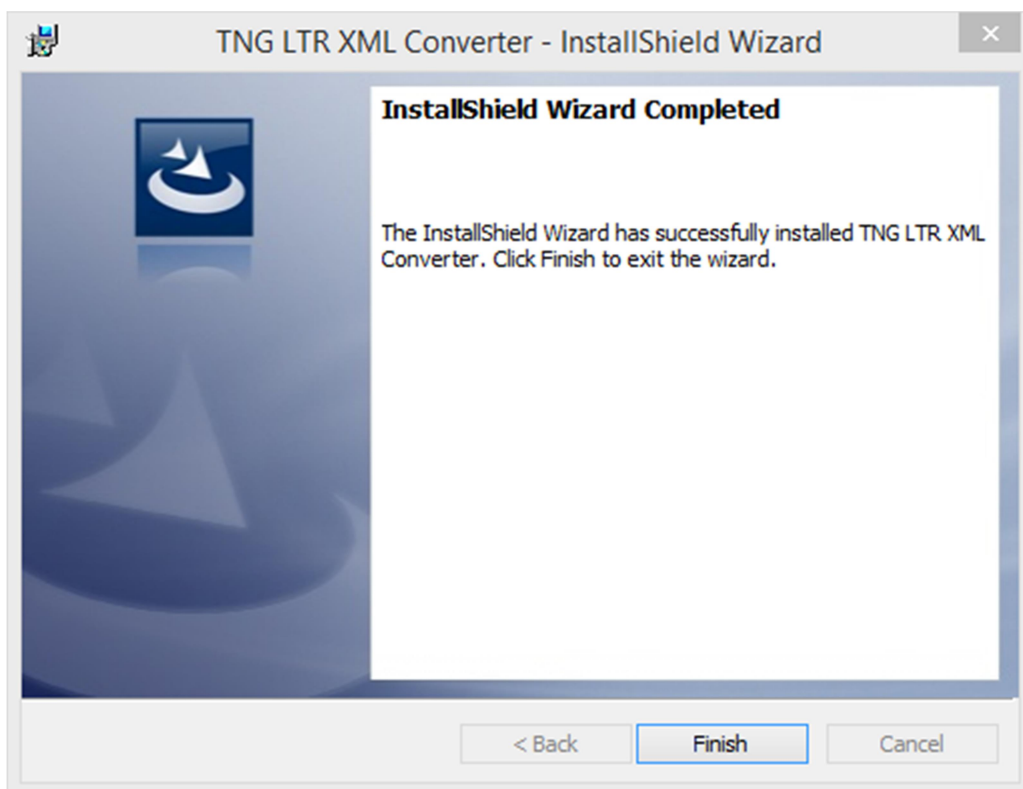 TNG LTR XML Converter - InstallShield Wizard
InstallShield Wizard Completed
The InstallShield Wizard has successfully installed TNG LTR XML
Converter. Click Finish to exit the wizard.
< Back
Finish
Cancel